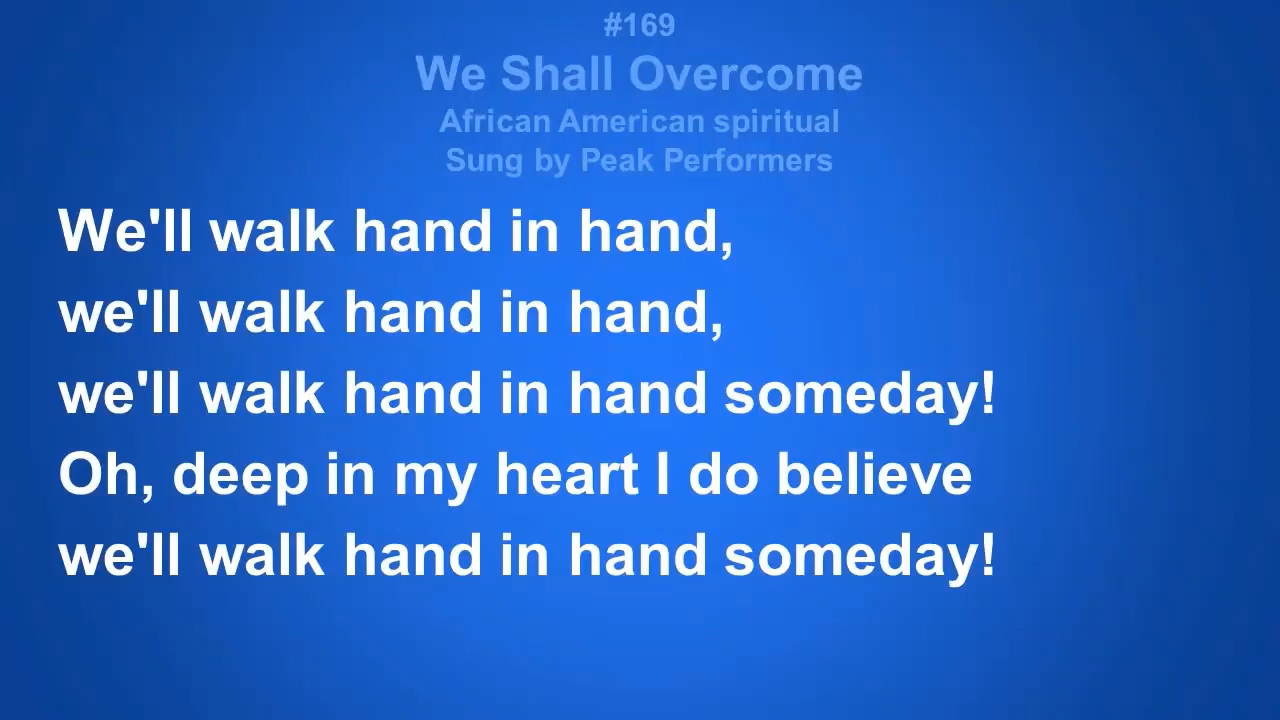 #169
We Shall Overcome
African American spiritual
Sung by Peak Performers
We'll walk hand in hand,
we'll walk hand in hand,
we'll walk hand in hand someday!
Oh, deep in my heart I do believe
we'll walk hand in hand someday!